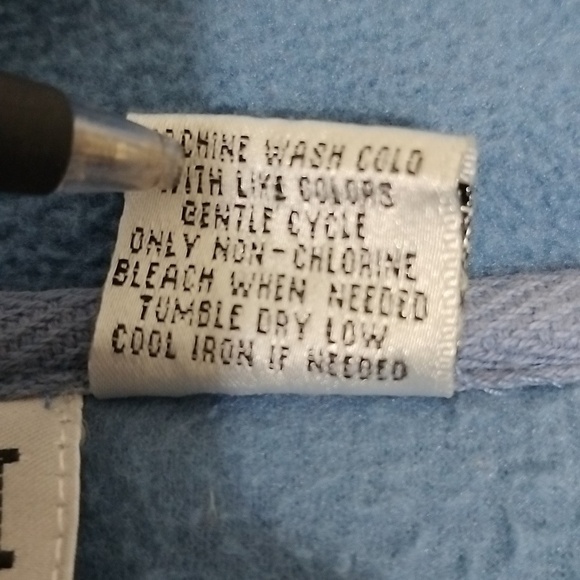 MACHINE WASH COLD
WITH LIKE COLORS
GENTLE CYCLE
ONLY NON-CHLORINE
BLEACH WHEN NEEDED
TUMBLE DRY LOW
COOL IRON IF NEEDED